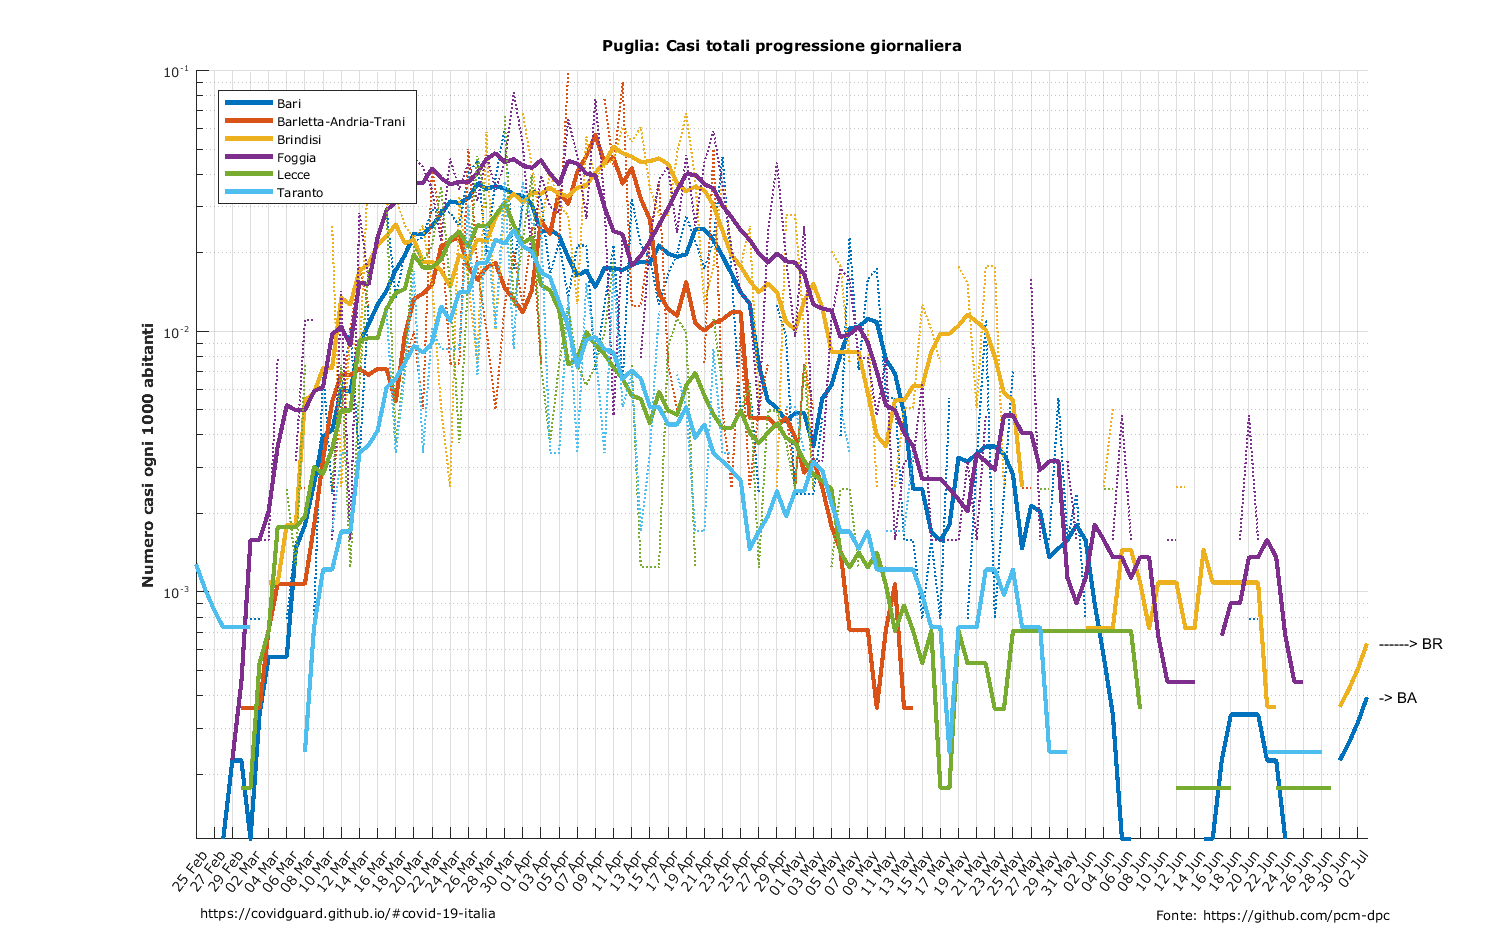 Puglia: Casi totali progressione giornaliera
10⁻¹
10⁻²
10⁻³
Numero casi ogni 1000 abitanti
Bari
Barletta-Andria-Trani
Brindisi
Foggia
Lecce
Taranto
------> BR
-> BA
25 Feb
27 Feb
29 Feb
02 Mar
04 Mar
06 Mar
08 Mar
10 Mar
12 Mar
14 Mar
16 Mar
18 Mar
20 Mar
22 Mar
24 Mar
26 Mar
28 Mar
30 Mar
01 Apr
03 Apr
05 Apr
07 Apr
09 Apr
11 Apr
13 Apr
15 Apr
17 Apr
19 Apr
21 Apr
23 Apr
25 Apr
27 Apr
29 Apr
01 May
03 May
05 May
07 May
09 May
11 May
13 May
15 May
17 May
19 May
21 May
23 May
25 May
27 May
29 May
31 May
02 Jun
04 Jun
06 Jun
08 Jun
10 Jun
12 Jun
14 Jun
16 Jun
18 Jun
20 Jun
22 Jun
24 Jun
26 Jun
28 Jun
30 Jun
02 Jul
https://covidguard.github.io/#covid-19-italia
Fonte: https://github.com/pcm-dpc